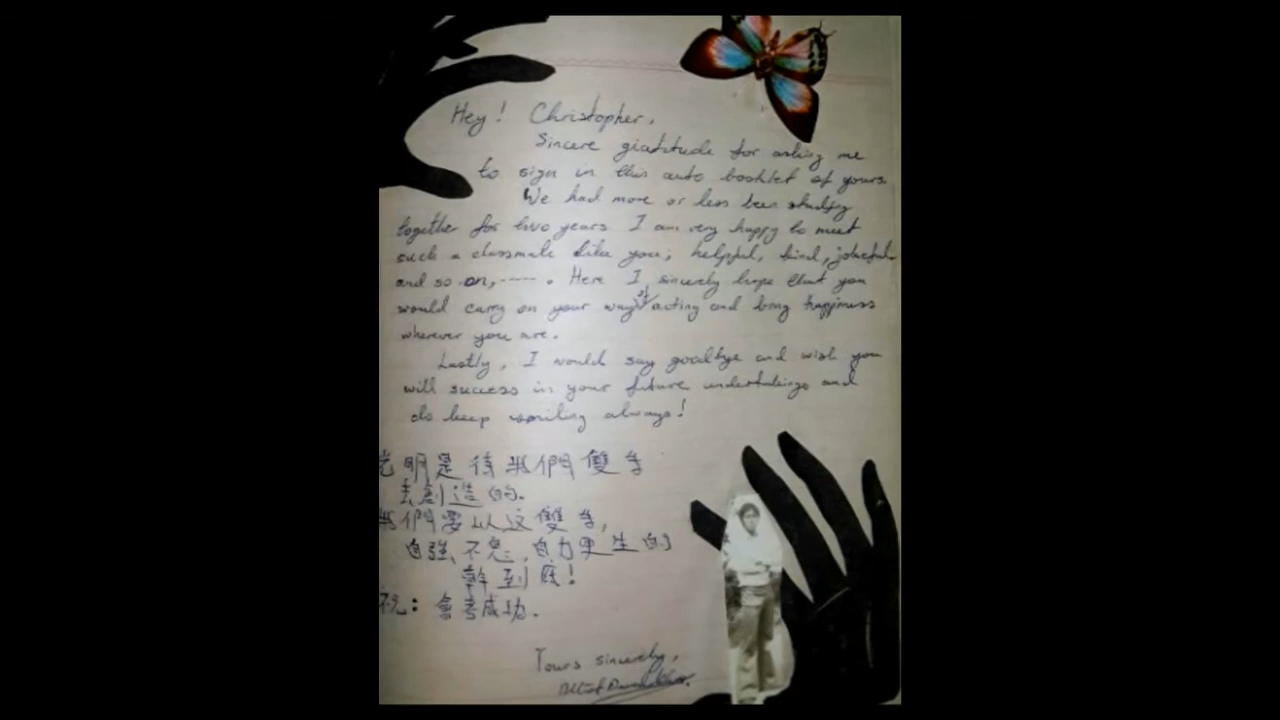 Hey! Christopher,
Sincere gratitude for asking me
to sign in this auto booklet of yours.
We had more or less been studying
together for two years. I am very happy to meet
such a classmate like you; helpful, kind, jokeful
and so on, ----- . Here I sincerely hope that you
would carry on your way of acting and bring happiness
wherever you are.
Lastly, I would say goodbye and wish you
will success in your future undertakings and
do keep smiling always!
光明是待我們雙手
去創造的.
我們要以这雙手,
自強不息, 自力更生的
幹到底!
祝: 會考成功.
Yours sincerely,